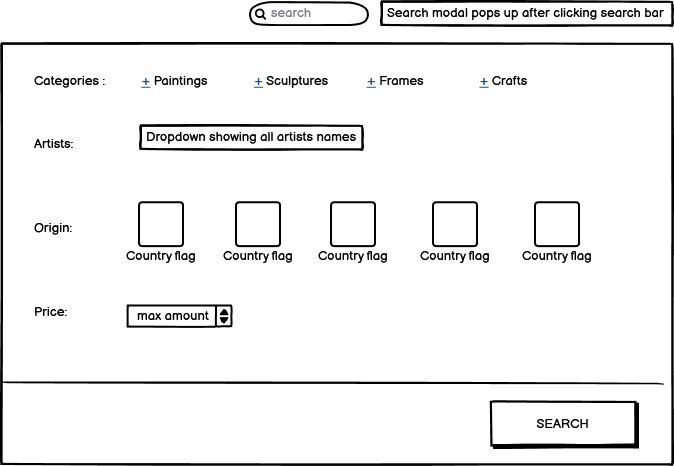 search
Search modal pops up after clicking search bar
Categories : + Paintings + Sculptures + Frames + Crafts
Artists: Dropdown showing all artists names
Origin:
Country flag Country flag Country flag Country flag Country flag
Price: max amount
SEARCH